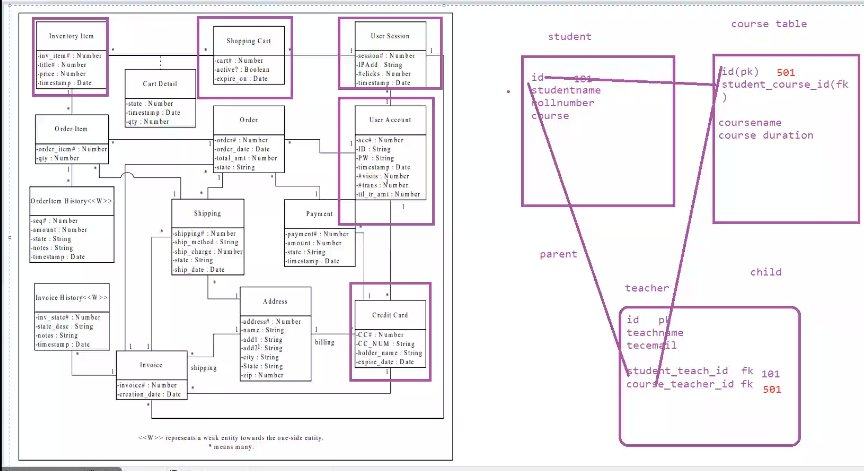 Inventory Item
-inv_item# : Number
-title# : Number
-price : Number
-timestamp : Date
Shopping Cart
-cart# : Number
-active? : Boolean
-expire_on : Date
User Session
-session# : Number
-IPAdd : String
-#clicks : Number
-timestamp : Date
Cart Detail
-state : Number
-timestamp : Date
-qty : Number
Order Item
-order_item# : Number
-qty : Number
Order
-order# : Number
-order_date : Date
-total_amt : Number
-state : String
User Account
-acc# : Number
-ID : String
-PW : String
-timestamp : Date
-#visits : Number
-#trans : Number
-ttl_tr_amt : Number
OrderItem History<<W>>
-seq# : Number
-amount : Number
-state : String
-notes : String
-timestamp : Date
Shipping
-shipping# : Number
-ship_method : String
-ship_charge : Number
-state : String
-ship_date : Date
Payment
-payment# : Number
-amount : Number
-state : String
-timestamp : Date
Invoice History<<W>>
-inv_state# : Number
-state_desc : String
-notes : String
-timestamp : Date
Address
-address# : Number
-name : String
-add1 : String
-add2 : String
-city : String
-State : String
-zip : Number
Credit Card
-CC# : Number
-CC_NUM : String
-holder_name : String
-expire_date : Date
billing
shipping
Invoice
-invoice# : Number
-creation_date : Date
<<W>> represents a weak entity towards the one-side entity.
* means many.
student
id 101
studentname
rollnumber
course
course table
id(pk) 501
student_course_id(fk
)
coursename
course duration
parent
child
teacher
id pk
teachname
tecemail
student_teach_id fk 101
course_teacher_id fk 501